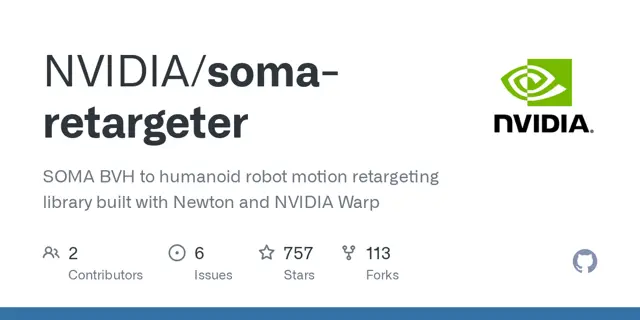 NVIDIA/soma-
retargeter
NVIDIA.
SOMA BVH to humanoid robot motion retargeting
library built with Newton and NVIDIA Warp
2
Contributors
6
Issues
757
Stars
113
Forks